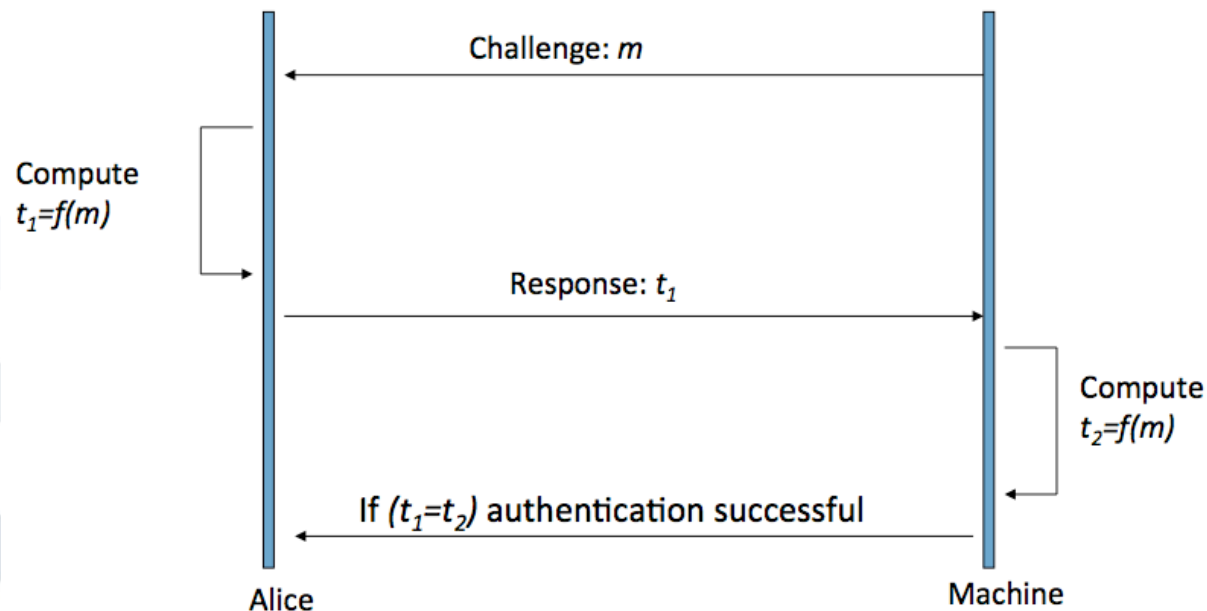 Challenge: m
Compute
t₁=f(m)
Response: t₁
Compute
t₂=f(m)
If (t₁=t₂) authentication successful
Alice
Machine